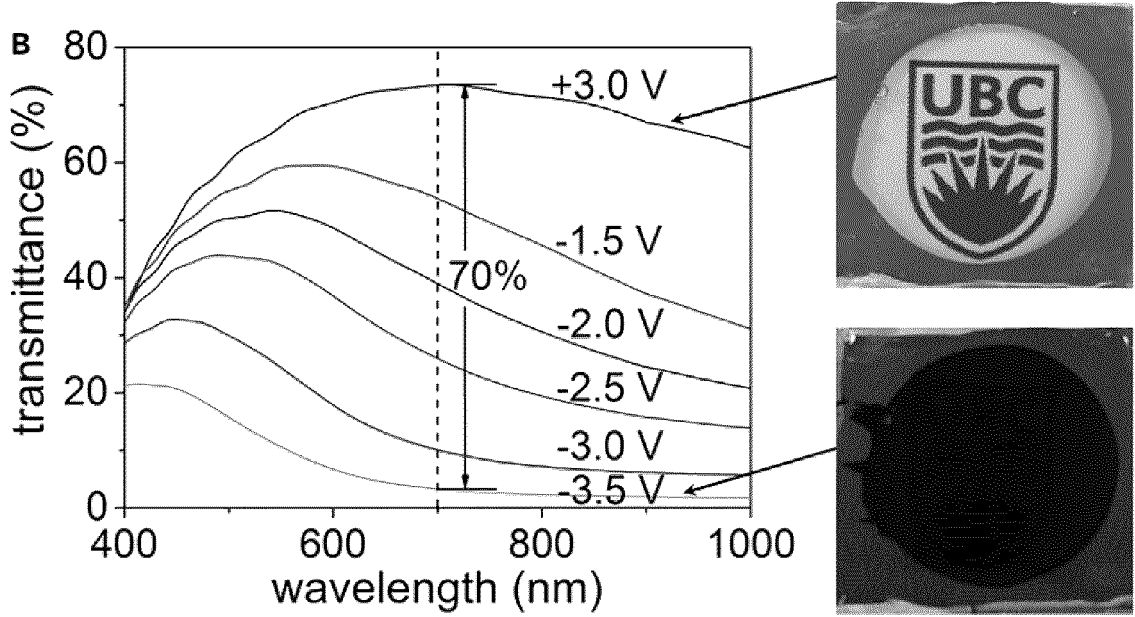 B
80
60
40
20
0
transmittance (%)
+3.0 V
-1.5 V
70%
-2.0 V
-2.5 V
-3.0 V
-3.5 V
400 600 800 1000
wavelength (nm)
UBC